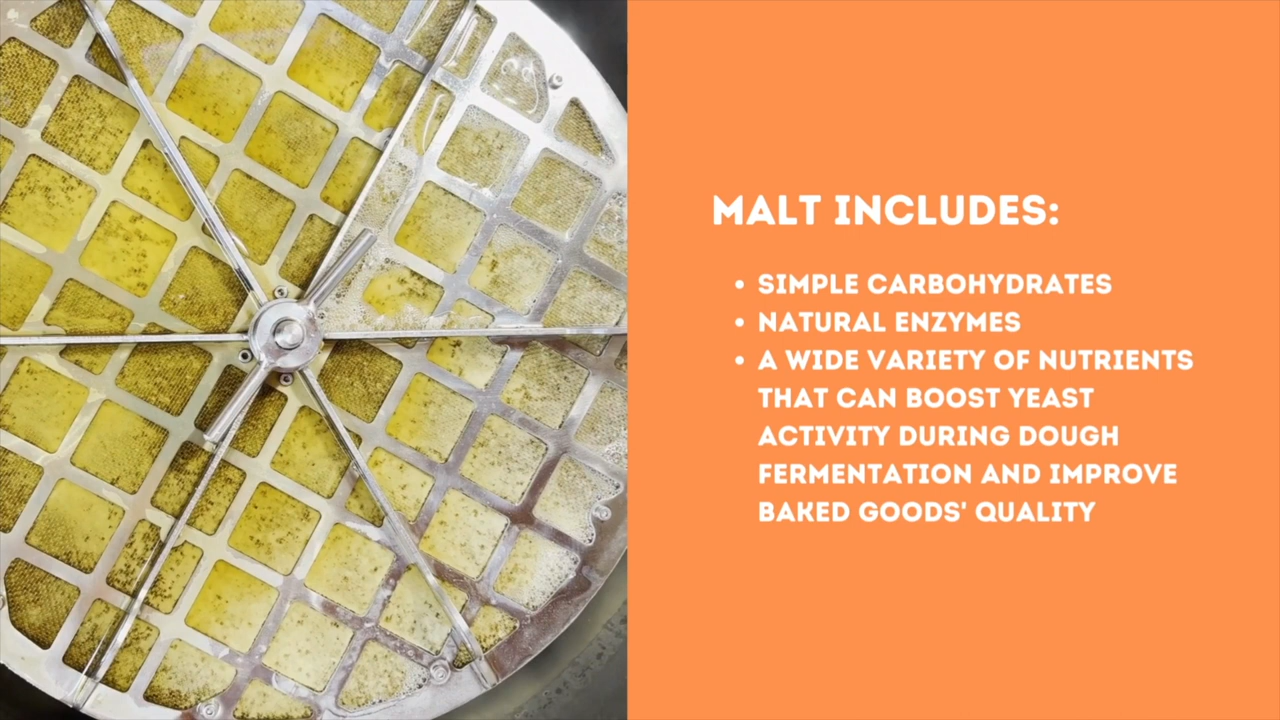 MALT INCLUDES:
• SIMPLE CARBOHYDRATES
• NATURAL ENZYMES
• A WIDE VARIETY OF NUTRIENTS
THAT CAN BOOST YEAST
ACTIVITY DURING DOUGH
FERMENTATION AND IMPROVE
BAKED GOODS' QUALITY